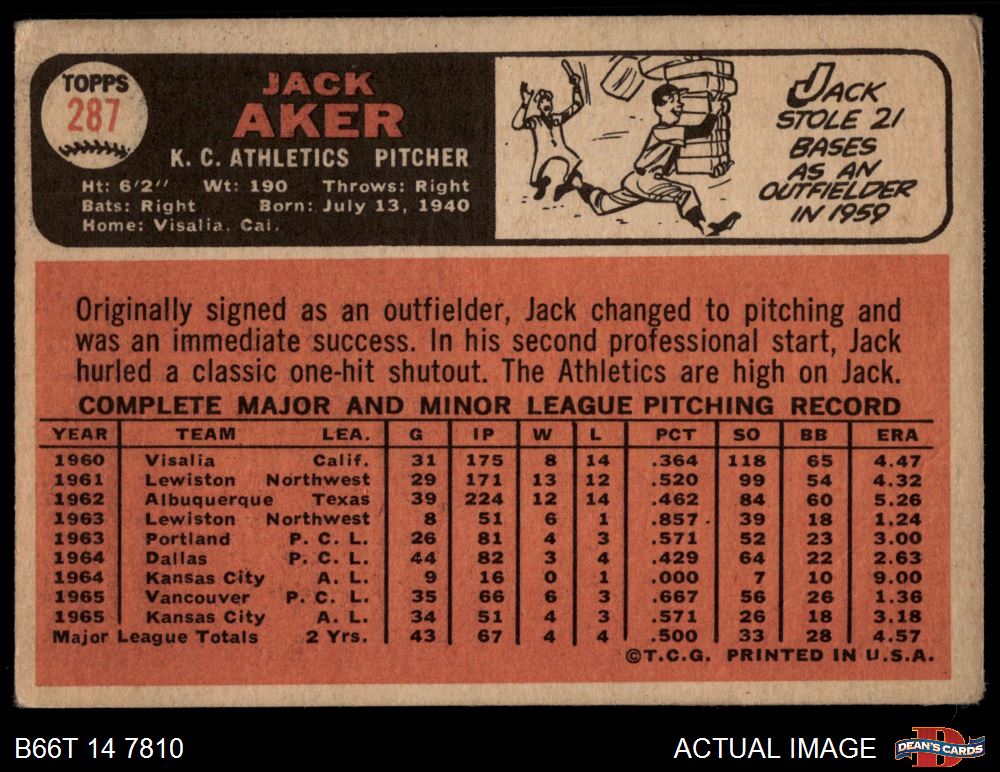 TOPPS
287
JACK
AKER
K. C. ATHLETICS PITCHER
Ht: 6'2" Wt: 190 Throws: Right
Bats: Right Born: July 13, 1940
Home: Visalia, Cal.
JACK
STOLE 21
BASES
AS AN
OUTFIELDER
IN 1959
Originally signed as an outfielder, Jack changed to pitching and
was an immediate success. In his second professional start, Jack
hurled a classic one-hit shutout. The Athletics are high on Jack.
COMPLETE MAJOR AND MINOR LEAGUE PITCHING RECORD
YEAR TEAM LEA. G IP W L PCT SO BB ERA
1960 Visalia Calif. 31 175 8 14 .364 118 65 4.47
1961 Lewiston Northwest 29 171 13 12 .520 99 54 4.32
1962 Albuquerque Texas 39 224 12 14 .462 84 60 5.26
1963 Lewiston Northwest 8 51 6 1 .857 39 18 1.24
1963 Portland P. C. L. 26 81 4 3 .571 52 23 3.00
1964 Dallas P. C. L. 44 82 3 4 .429 64 22 2.63
1964 Kansas City A. L. 9 16 0 1 .000 7 10 9.00
1965 Vancouver P. C. L. 35 66 6 3 .667 56 26 1.36
1965 Kansas City A. L. 34 51 4 3 .571 26 18 3.18
Major League Totals 2 Yrs. 43 67 4 4 .500 33 28 4.57
©T.C.G. PRINTED IN U.S.A.
B66T 14 7810
ACTUAL IMAGE
DEAN'S CARDS